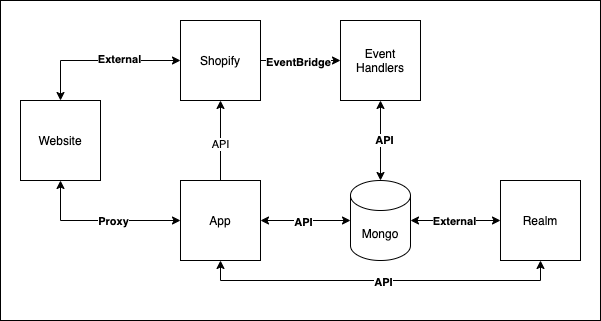 External
Shopify
EventBridge
Event
Handlers
Website
API
API
Proxy
App
API
Mongo
External
Realm
API